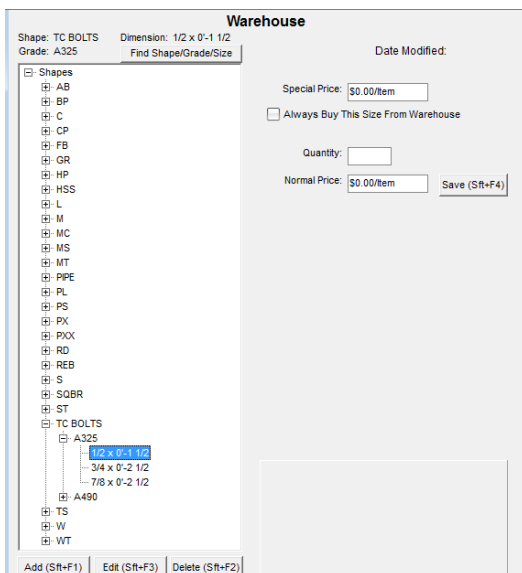 Warehouse
Shape: TC BOLTS Dimension: 1/2 x 0'-1 1/2
Grade: A325 Find Shape/Grade/Size
Date Modified:
Shapes
AB
BP
C
CP
FB
GR
HP
HSS
L
M
MC
MS
MT
PIPE
PL
PS
PX
PXX
RD
REB
S
SQBR
ST
TC BOLTS
A325
1/2 x 0'-1 1/2
3/4 x 0'-2 1/2
7/8 x 0'-2 1/2
A490
TS
W
WT
Special Price: $0.00/Item
Always Buy This Size From Warehouse
Quantity:
Normal Price: $0.00/Item Save (Sft+F4)
Add (Sft+F1) Edit (Sft+F3) Delete (Sft+F2)